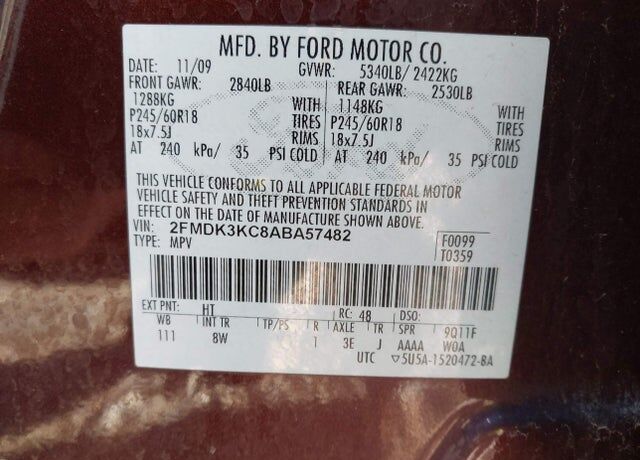 MFD. BY FORD MOTOR CO.
DATE: 11/09 GVWR: 5340LB/ 2422KG
FRONT GAWR: 2840LB REAR GAWR: 2530LB
1288KG WITH 1148KG WITH
P245/60R18 TIRES P245/60R18 TIRES
18x7.5J RIMS 18x7.5J RIMS
AT 240 kPa/ 35 PSI COLD AT 240 kPa/ 35 PSI COLD
THIS VEHICLE CONFORMS TO ALL APPLICABLE FEDERAL MOTOR
VEHICLE SAFETY AND THEFT PREVENTION STANDARDS IN
EFFECT ON THE DATE OF MANUFACTURE SHOWN ABOVE.
VIN: 2FMDK3KC8ABA57482 F0099
TYPE: MPV T0359
EXT PNT: HT RC: 48 DSO:
WB INT TR TP/PS R AXLE TR SPR 9Q11F
111 8W 1 3E J AAAA W0A
UTC ▽5U5A-1520472-BA